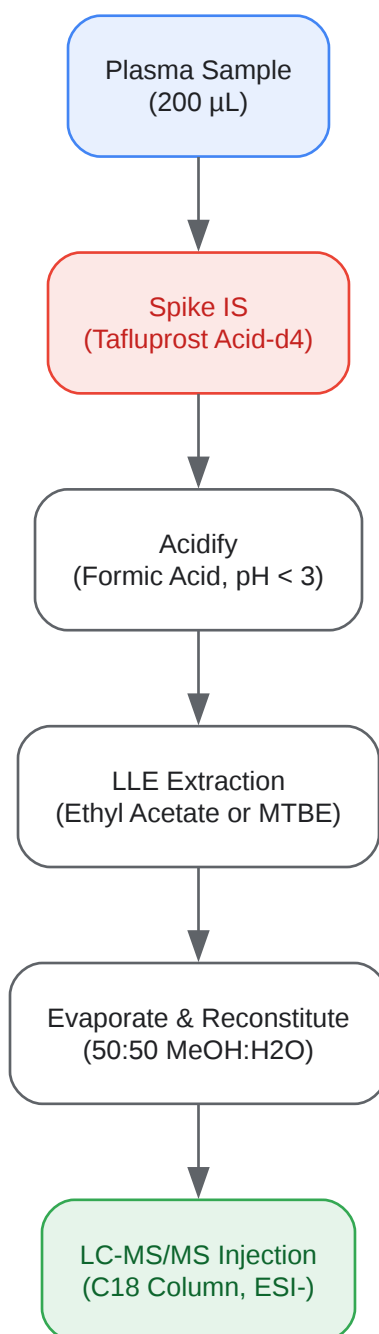 Plasma Sample
(200 µL)
Spike IS
(Tafluprost Acid-d4)
Acidify
(Formic Acid, pH < 3)
LLE Extraction
(Ethyl Acetate or MTBE)
Evaporate & Reconstitute
(50:50 MeOH:H2O)
LC-MS/MS Injection
(C18 Column, ESI-)